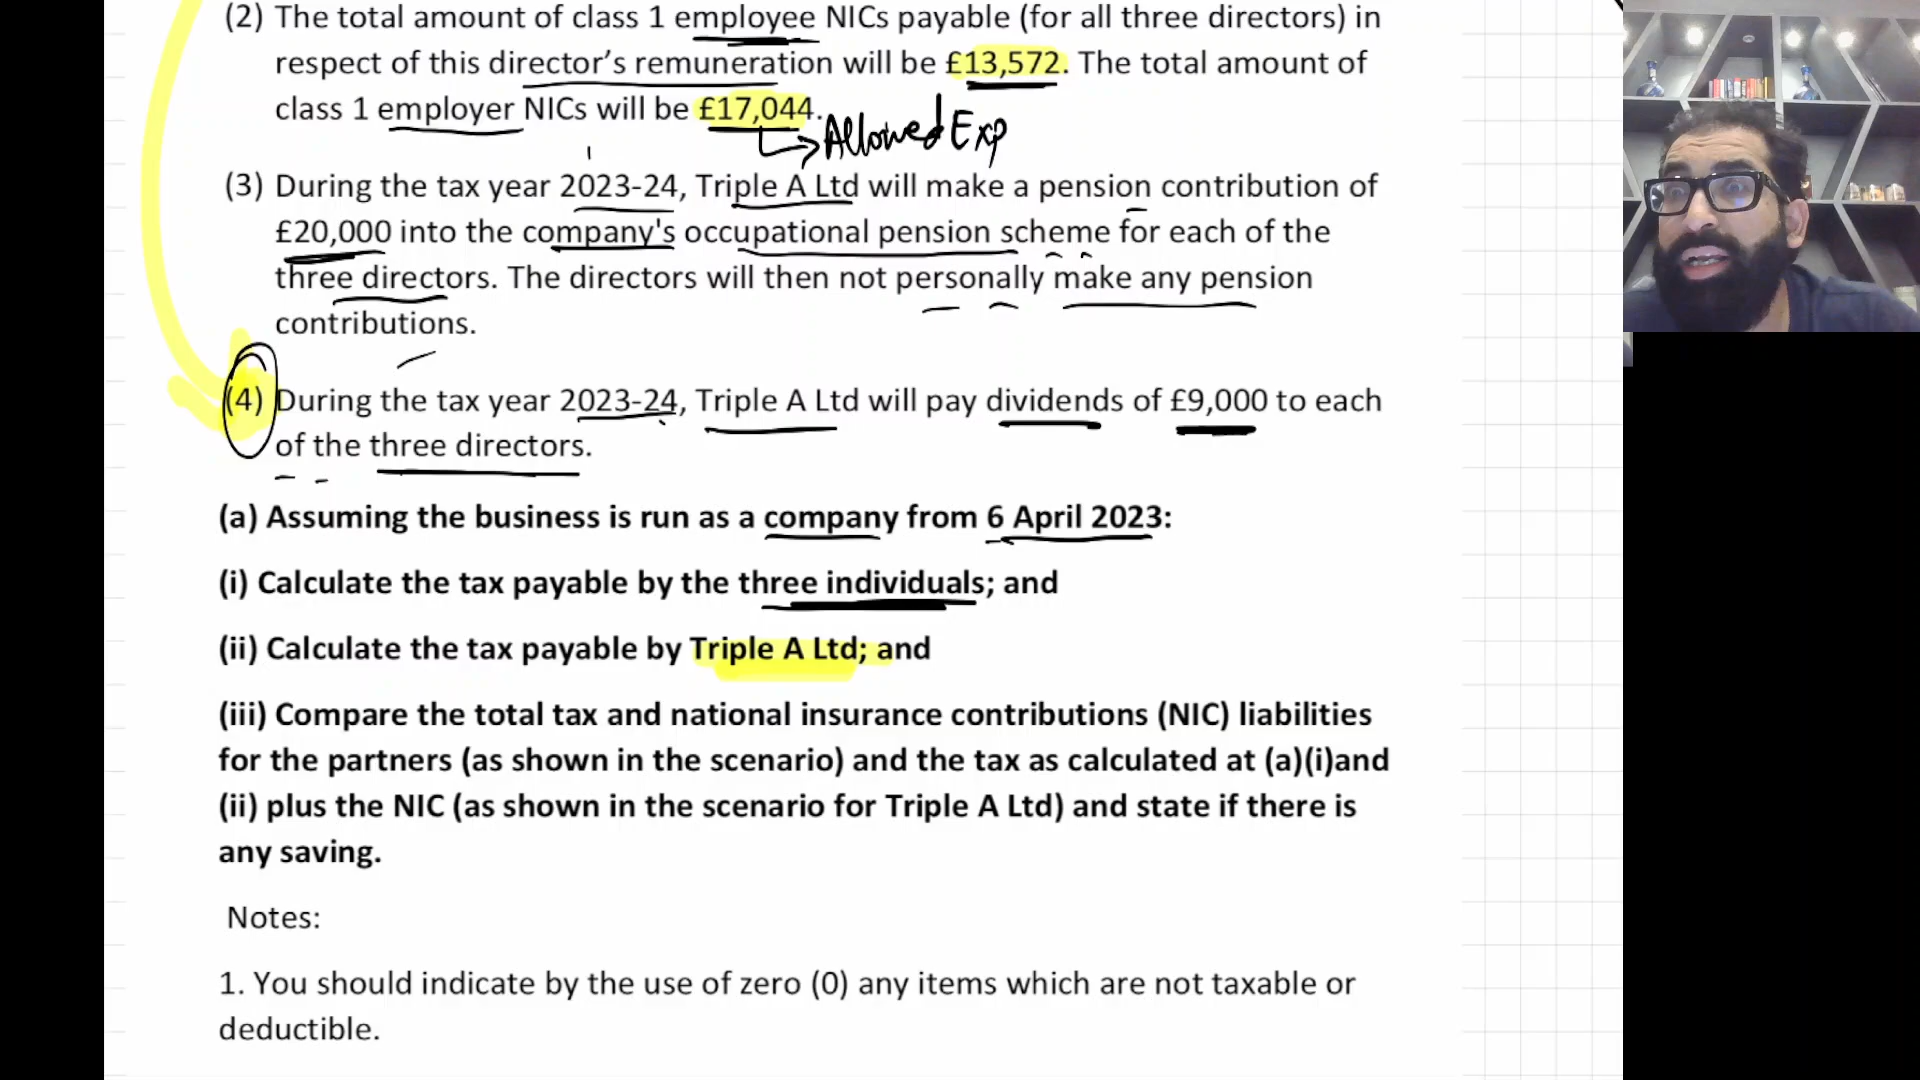 (2) The total amount of class 1 employee NICs payable (for all three directors) in
respect of this director's remuneration will be £13,572. The total amount of
class 1 employer NICs will be £17,044.
Allowed Exp
(3) During the tax year 2023-24, Triple A Ltd will make a pension contribution of
£20,000 into the company's occupational pension scheme for each of the
three directors. The directors will then not personally make any pension
contributions.
(4) During the tax year 2023-24, Triple A Ltd will pay dividends of £9,000 to each
of the three directors.
(a) Assuming the business is run as a company from 6 April 2023:
(i) Calculate the tax payable by the three individuals; and
(ii) Calculate the tax payable by Triple A Ltd; and
(iii) Compare the total tax and national insurance contributions (NIC) liabilities
for the partners (as shown in the scenario) and the tax as calculated at (a)(i)and
(ii) plus the NIC (as shown in the scenario for Triple A Ltd) and state if there is
any saving.
Notes:
1. You should indicate by the use of zero (0) any items which are not taxable or
deductible.